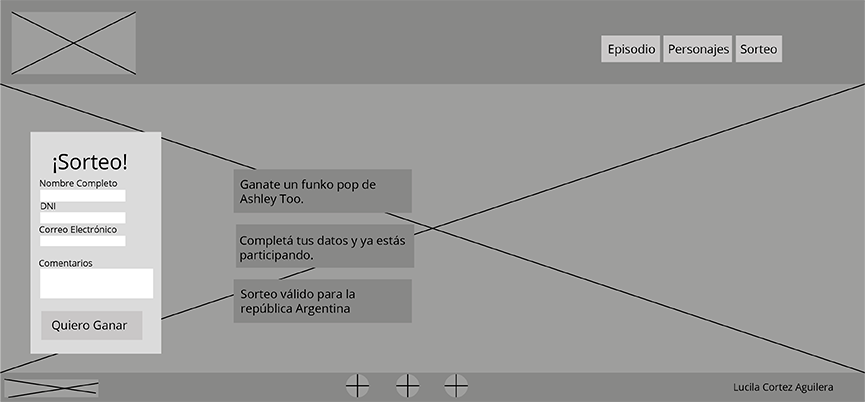 Episodio
Personajes
Sorteo
¡Sorteo!
Nombre Completo
DNI
Correo Electrónico
Comentarios
Quiero Ganar
Ganate un funko pop de
Ashley Too.
Completá tus datos y ya estás
participando.
Sorteo válido para la
república Argentina
Lucila Cortez Aguilera